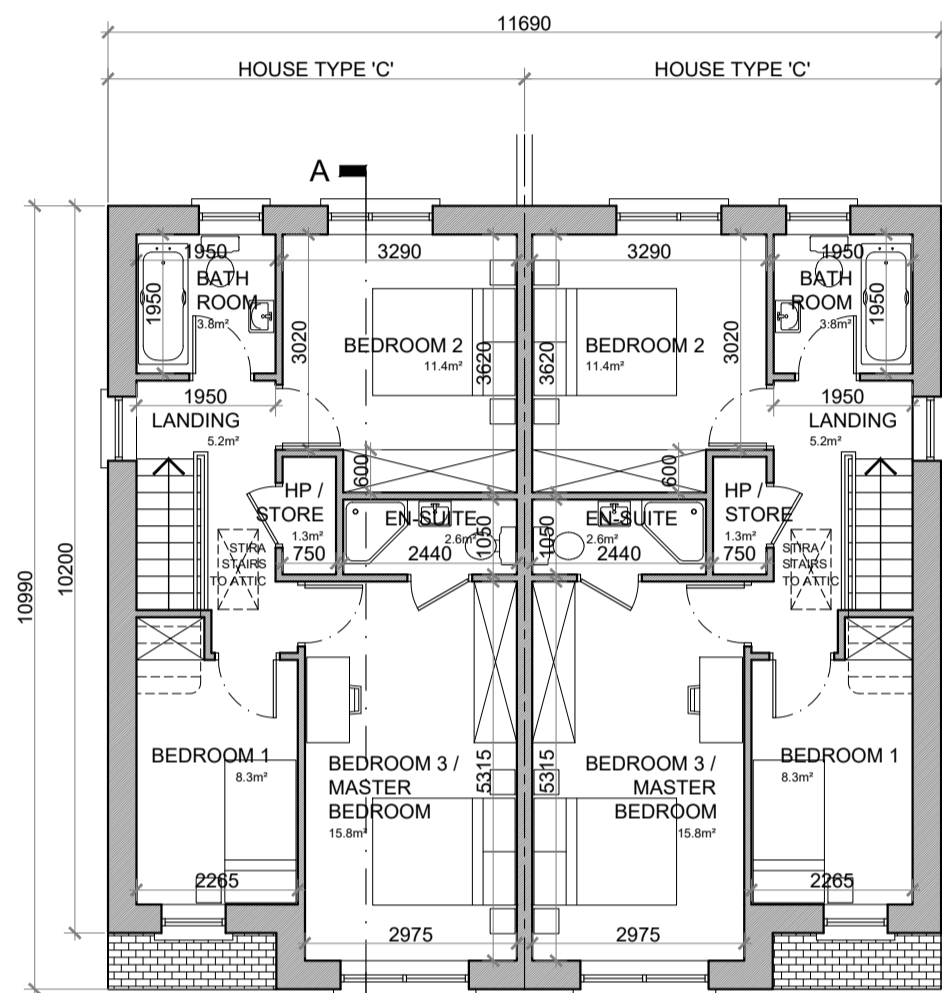 11690
HOUSE TYPE 'C' HOUSE TYPE 'C'
A
1950 3290 3290 1950
BATH
ROOM
3.8m²
1950
3020
BEDROOM 2
11.4m²
3620
3620
BEDROOM 2
11.4m²
3020
BATH
ROOM
3.8m²
1950
1950
LANDING
5.2m²
1950
LANDING
5.2m²
600
600
HP /
STORE
1.3m²
750
EN-SUITE
2.6m²
2440
1050
1050
EN-SUITE
2.6m²
2440
HP /
STORE
1.3m²
750
STIRA
STAIRS
TO ATTIC
STIRA
STAIRS
TO ATTIC
10990
10200
BEDROOM 1
8.3m²
BEDROOM 3 /
MASTER
BEDROOM
15.8m²
5315
5315
BEDROOM 3 /
MASTER
BEDROOM
15.8m²
BEDROOM 1
8.3m²
2265 2265
2975 2975